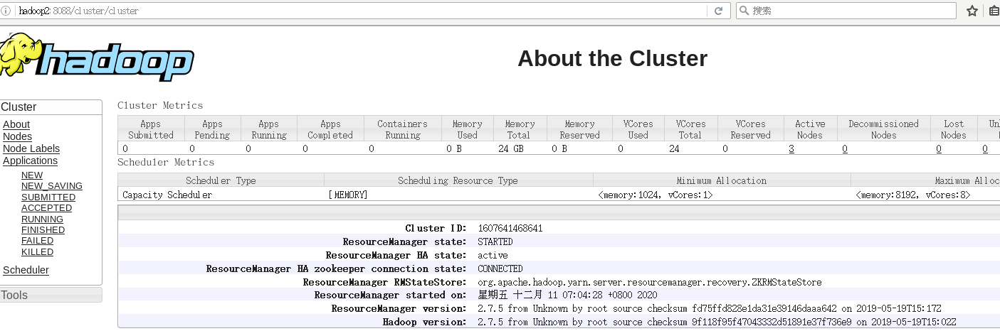 hadoop2:8088/cluster/cluster
搜索
hadoop
About the Cluster
Cluster
About
Nodes
Node Labels
Applications
NEW
NEW_SAVING
SUBMITTED
ACCEPTED
RUNNING
FINISHED
FAILED
KILLED
Scheduler
Tools
Cluster Metrics
Apps Submitted Apps Pending Apps Running Apps Completed Containers Running Memory Used Memory Total Memory Reserved VCores Used VCores Total VCores Reserved Active Nodes Decommissioned Nodes Lost Nodes
0 0 0 0 0 0 B 24 GB 0 B 0 24 0 3 0 0 0
Scheduler Metrics
Scheduler Type Scheduling Resource Type Minimum Allocation Maximum
Capacity Scheduler [MEMORY] <memory:1024, vCores:1> <memory:8192, vCores:8>
Cluster ID: 1607641468641
ResourceManager state: STARTED
ResourceManager HA state: active
ResourceManager HA zookeeper connection state: CONNECTED
ResourceManager RMStateStore: org.apache.hadoop.yarn.server.resourcemanager.recovery.ZKRMStateStore
ResourceManager started on: 星期五 十二月 11 07:04:28 +0800 2020
ResourceManager version: 2.7.5 from Unknown by root source checksum fd75ffd828e1da31e39146daaa642 on 2019-05-19T15:17Z
Hadoop version: 2.7.5 from Unknown by root source checksum 9f118f95f47043332d51891e37f736e9 on 2019-05-19T15:02Z